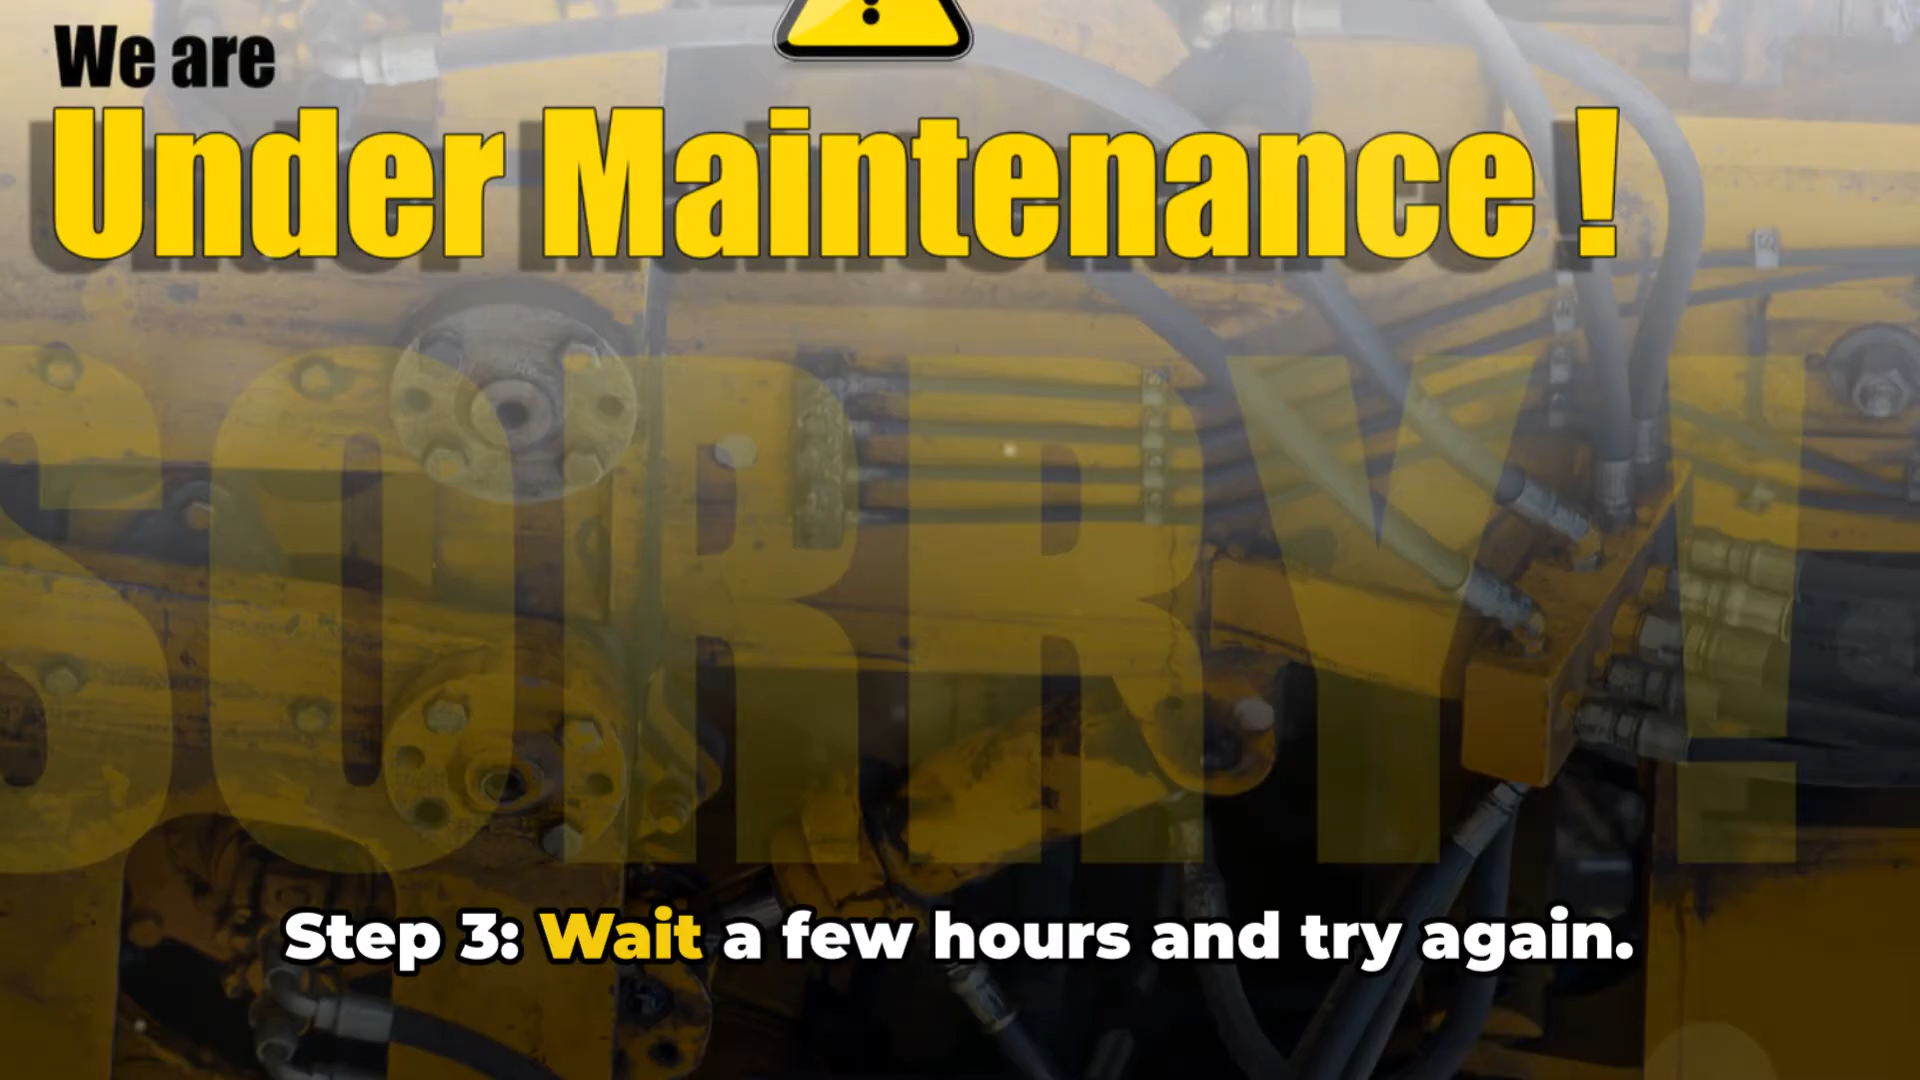 We are
Under Maintenance !
SORRY !
Step 3: Wait a few hours and try again.